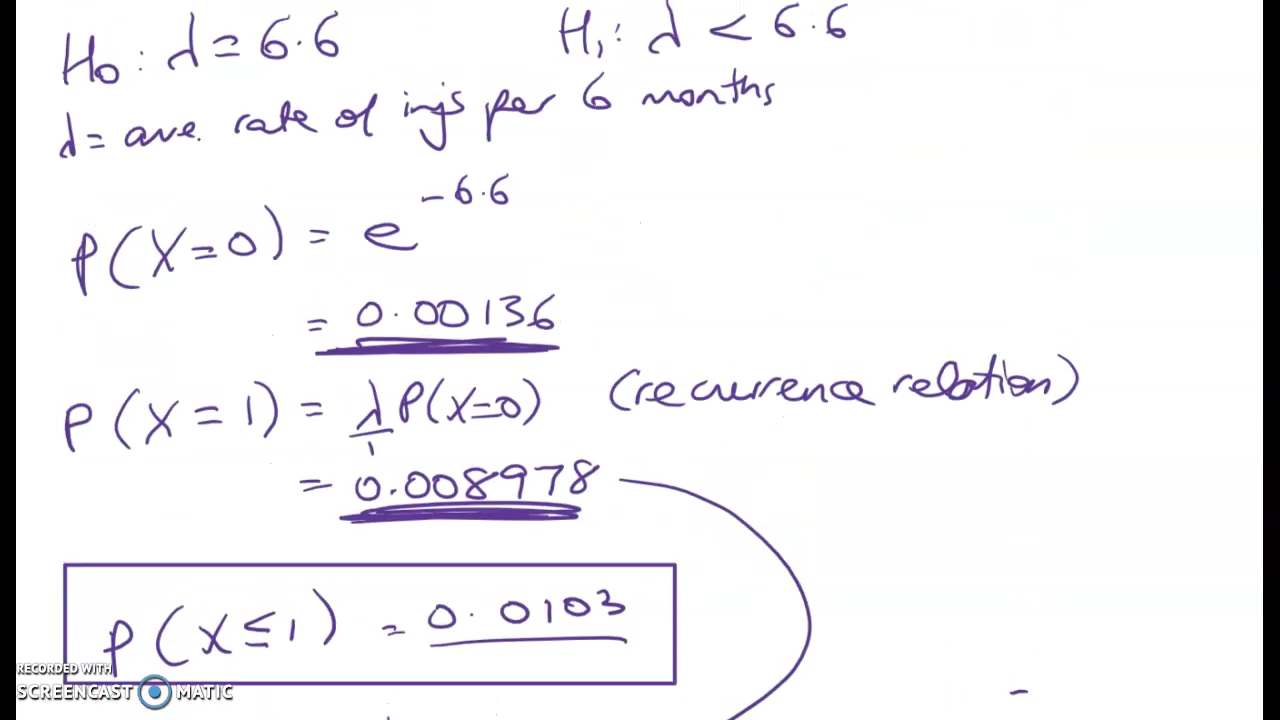 H₀: λ = 6.6 H₁: λ < 6.6
λ = ave. rate of inj's per 6 months
P(X=0) = e^-6.6
= 0.00136
P(X=1) = λ/1 P(X=0) (recurrence relation)
= 0.008978
P(X≤1) = 0.0103
RECORDED WITH
SCREENCAST MATIC